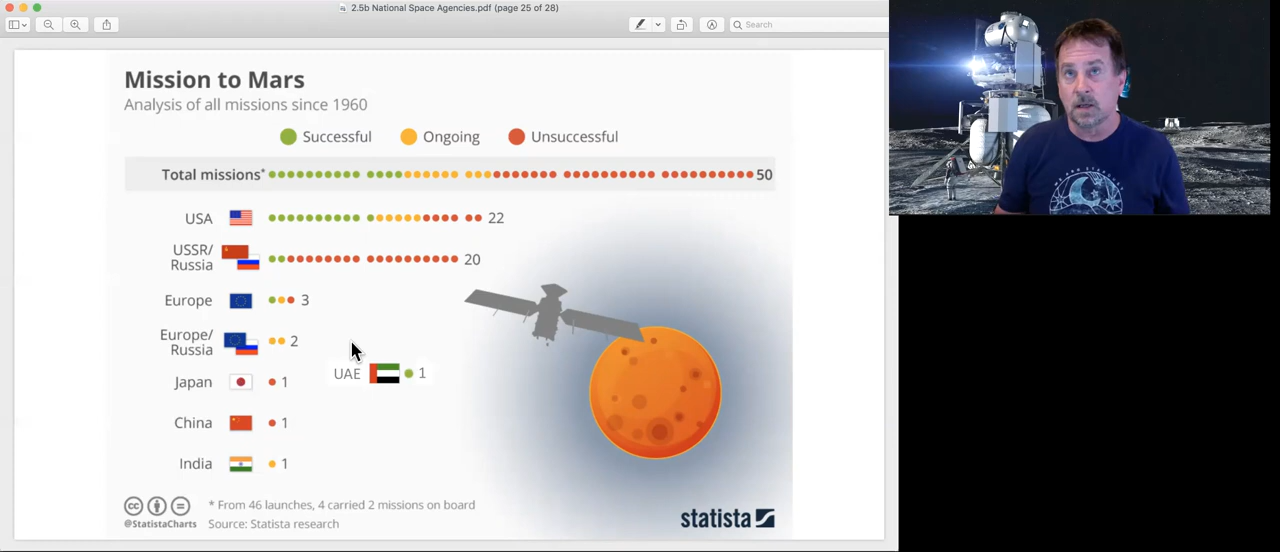 2.5b National Space Agencies.pdf (page 25 of 28)
Search
Mission to Mars
Analysis of all missions since 1960
Successful
Ongoing
Unsuccessful
Total missions* 50
USA 22
USSR/
Russia 20
Europe 3
Europe/
Russia 2
UAE 1
Japan 1
China 1
India 1
* From 46 launches, 4 carried 2 missions on board
@StatistaCharts Source: Statista research
cc
statista